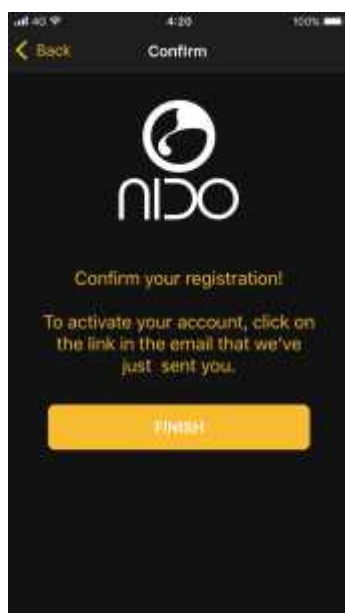 4G 4:20 100%
Back Confirm
NIDO
Confirm your registration!
To activate your account, click on
the link in the email that we've
just sent you.
FINISH